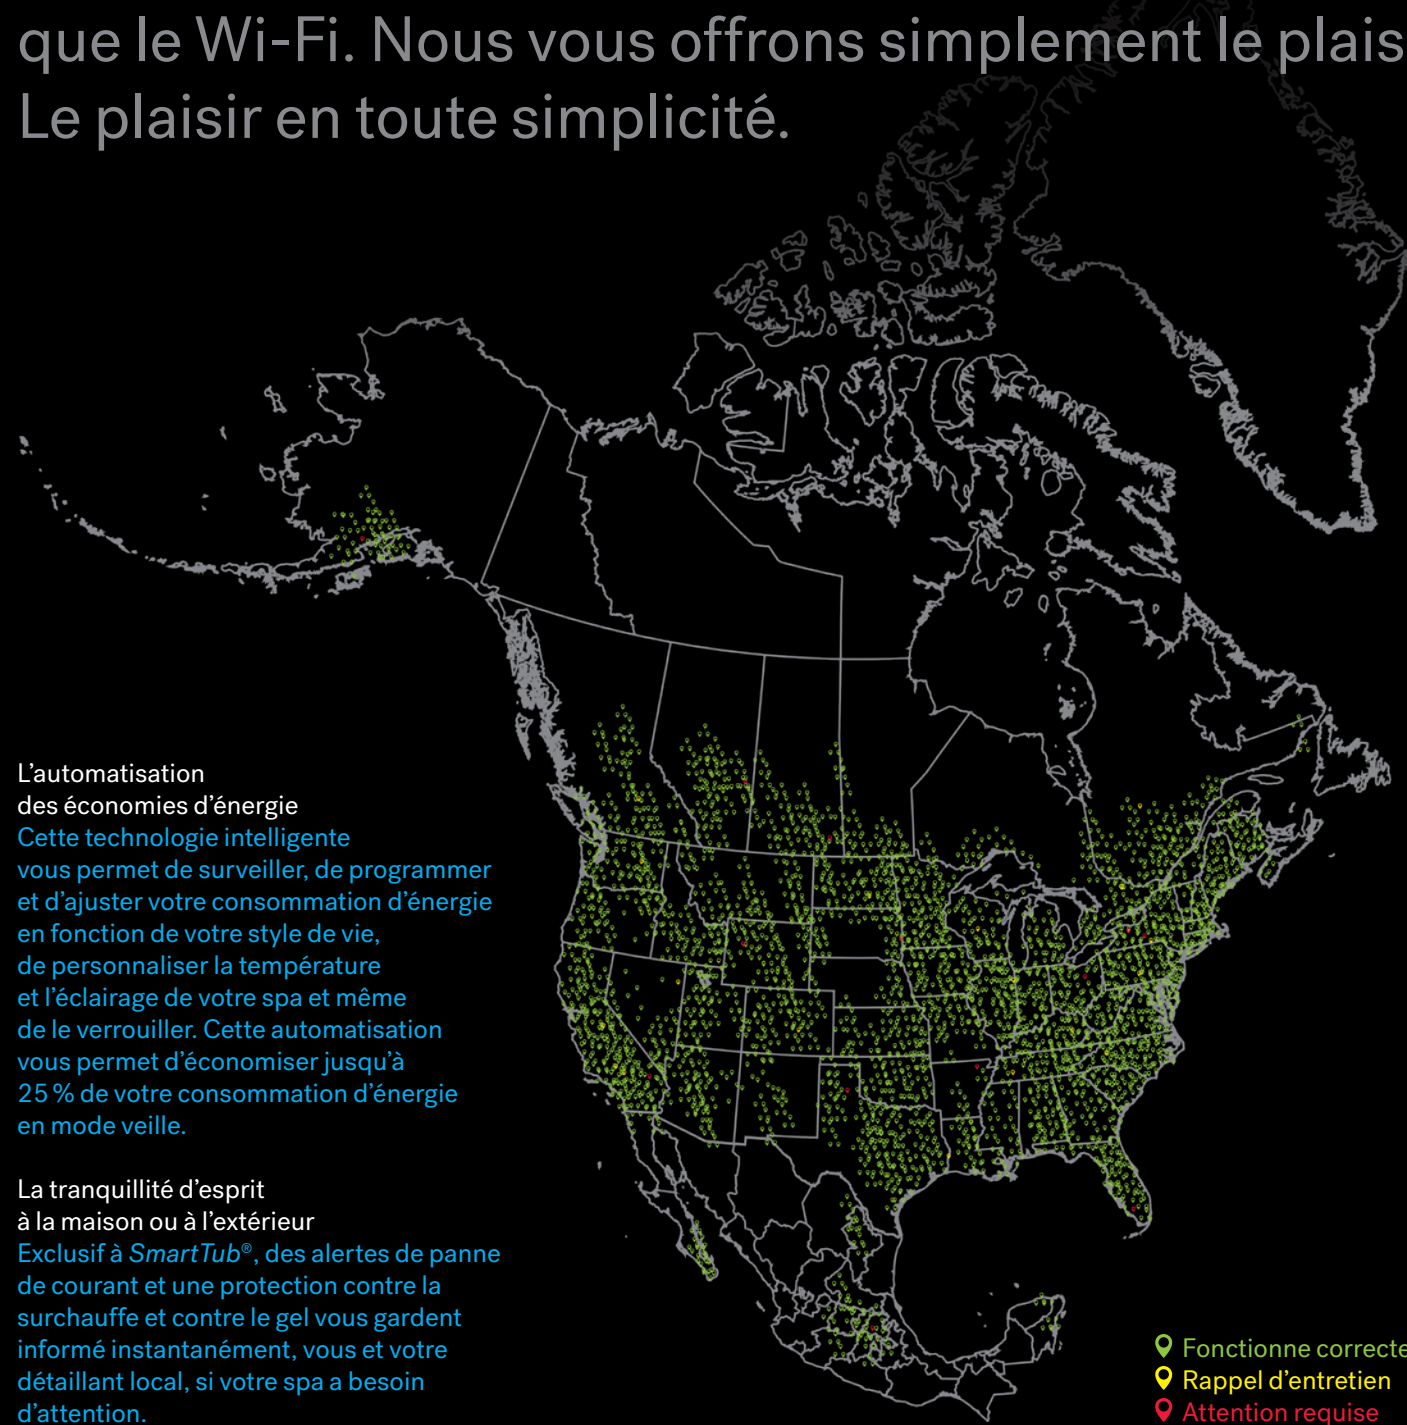 que le Wi-Fi. Nous vous offrons simplement le plais
Le plaisir en toute simplicité.
L'automatisation
des économies d'énergie
Cette technologie intelligente
vous permet de surveiller, de programmer
et d'ajuster votre consommation d'énergie
en fonction de votre style de vie,
de personnaliser la température
et l'éclairage de votre spa et même
de le verrouiller. Cette automatisation
vous permet d'économiser jusqu'à
25 % de votre consommation d'énergie
en mode veille.
La tranquillité d'esprit
à la maison ou à l'extérieur
Exclusif à SmartTub®, des alertes de panne
de courant et une protection contre la
surchauffe et contre le gel vous gardent
informé instantanément, vous et votre
détaillant local, si votre spa a besoin
d'attention.
Fonctionne correcte
Rappel d'entretien
Attention requise